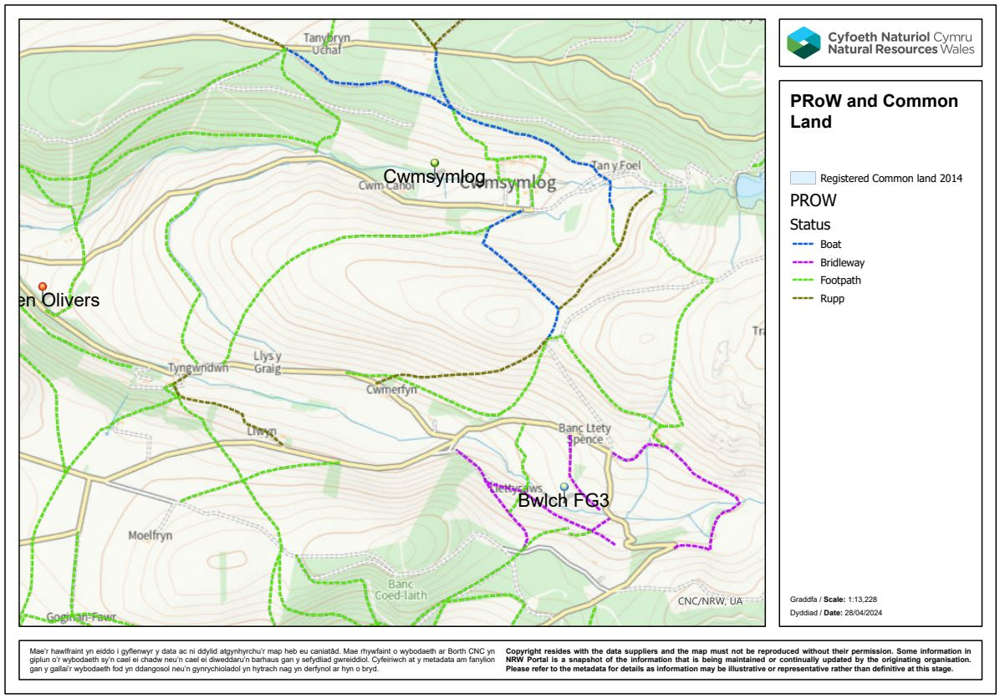 Tanybryn
Uchaf
Cwmsymlog
Cwm Canol
Cwmsymlog
Tan y Foel
en Olivers
Llys y
Graig
Tyngwndwn
Cwmerfyn
Llwyn
Banc Lletty
Spence
Llettycaws
Bwlch FG3
Moelfryn
Banc
Coed-laith
Goginan-Fawr
CNC/NRW, UA
Cyfoeth Naturiol Cymru
Natural Resources Wales
PRoW and Common
Land
Registered Common land 2014
PROW
Status
Boat
Bridleway
Footpath
Rupp
Graddfa / Scale: 1:13,228
Dyddiad / Date: 28/04/2024
Mae'r hawlfraint yn eiddo i gyflenwyr y data ac ni ddylid atgynhyrchu'r map heb eu caniatâd. Mae rhywfaint o wybodaeth ar Borth CNC yn
giplun o'r wybodaeth sy'n cael ei chadw neu'n cael ei diweddaru'n barhaus gan y sefydliad gwreiddiol. Cyfeiriwch at y metadata am fanylion
gan y gallai'r wybodaeth fod yn ddangosol neu'n gynrychioladol yn hytrach nag yn derfynol ar hyn o bryd.
Copyright resides with the data suppliers and the map must not be reproduced without their permission. Some information in
NRW Portal is a snapshot of the information that is being maintained or continually updated by the originating organisation.
Please refer to the metadata for details as information may be illustrative or representative rather than definitive at this stage.